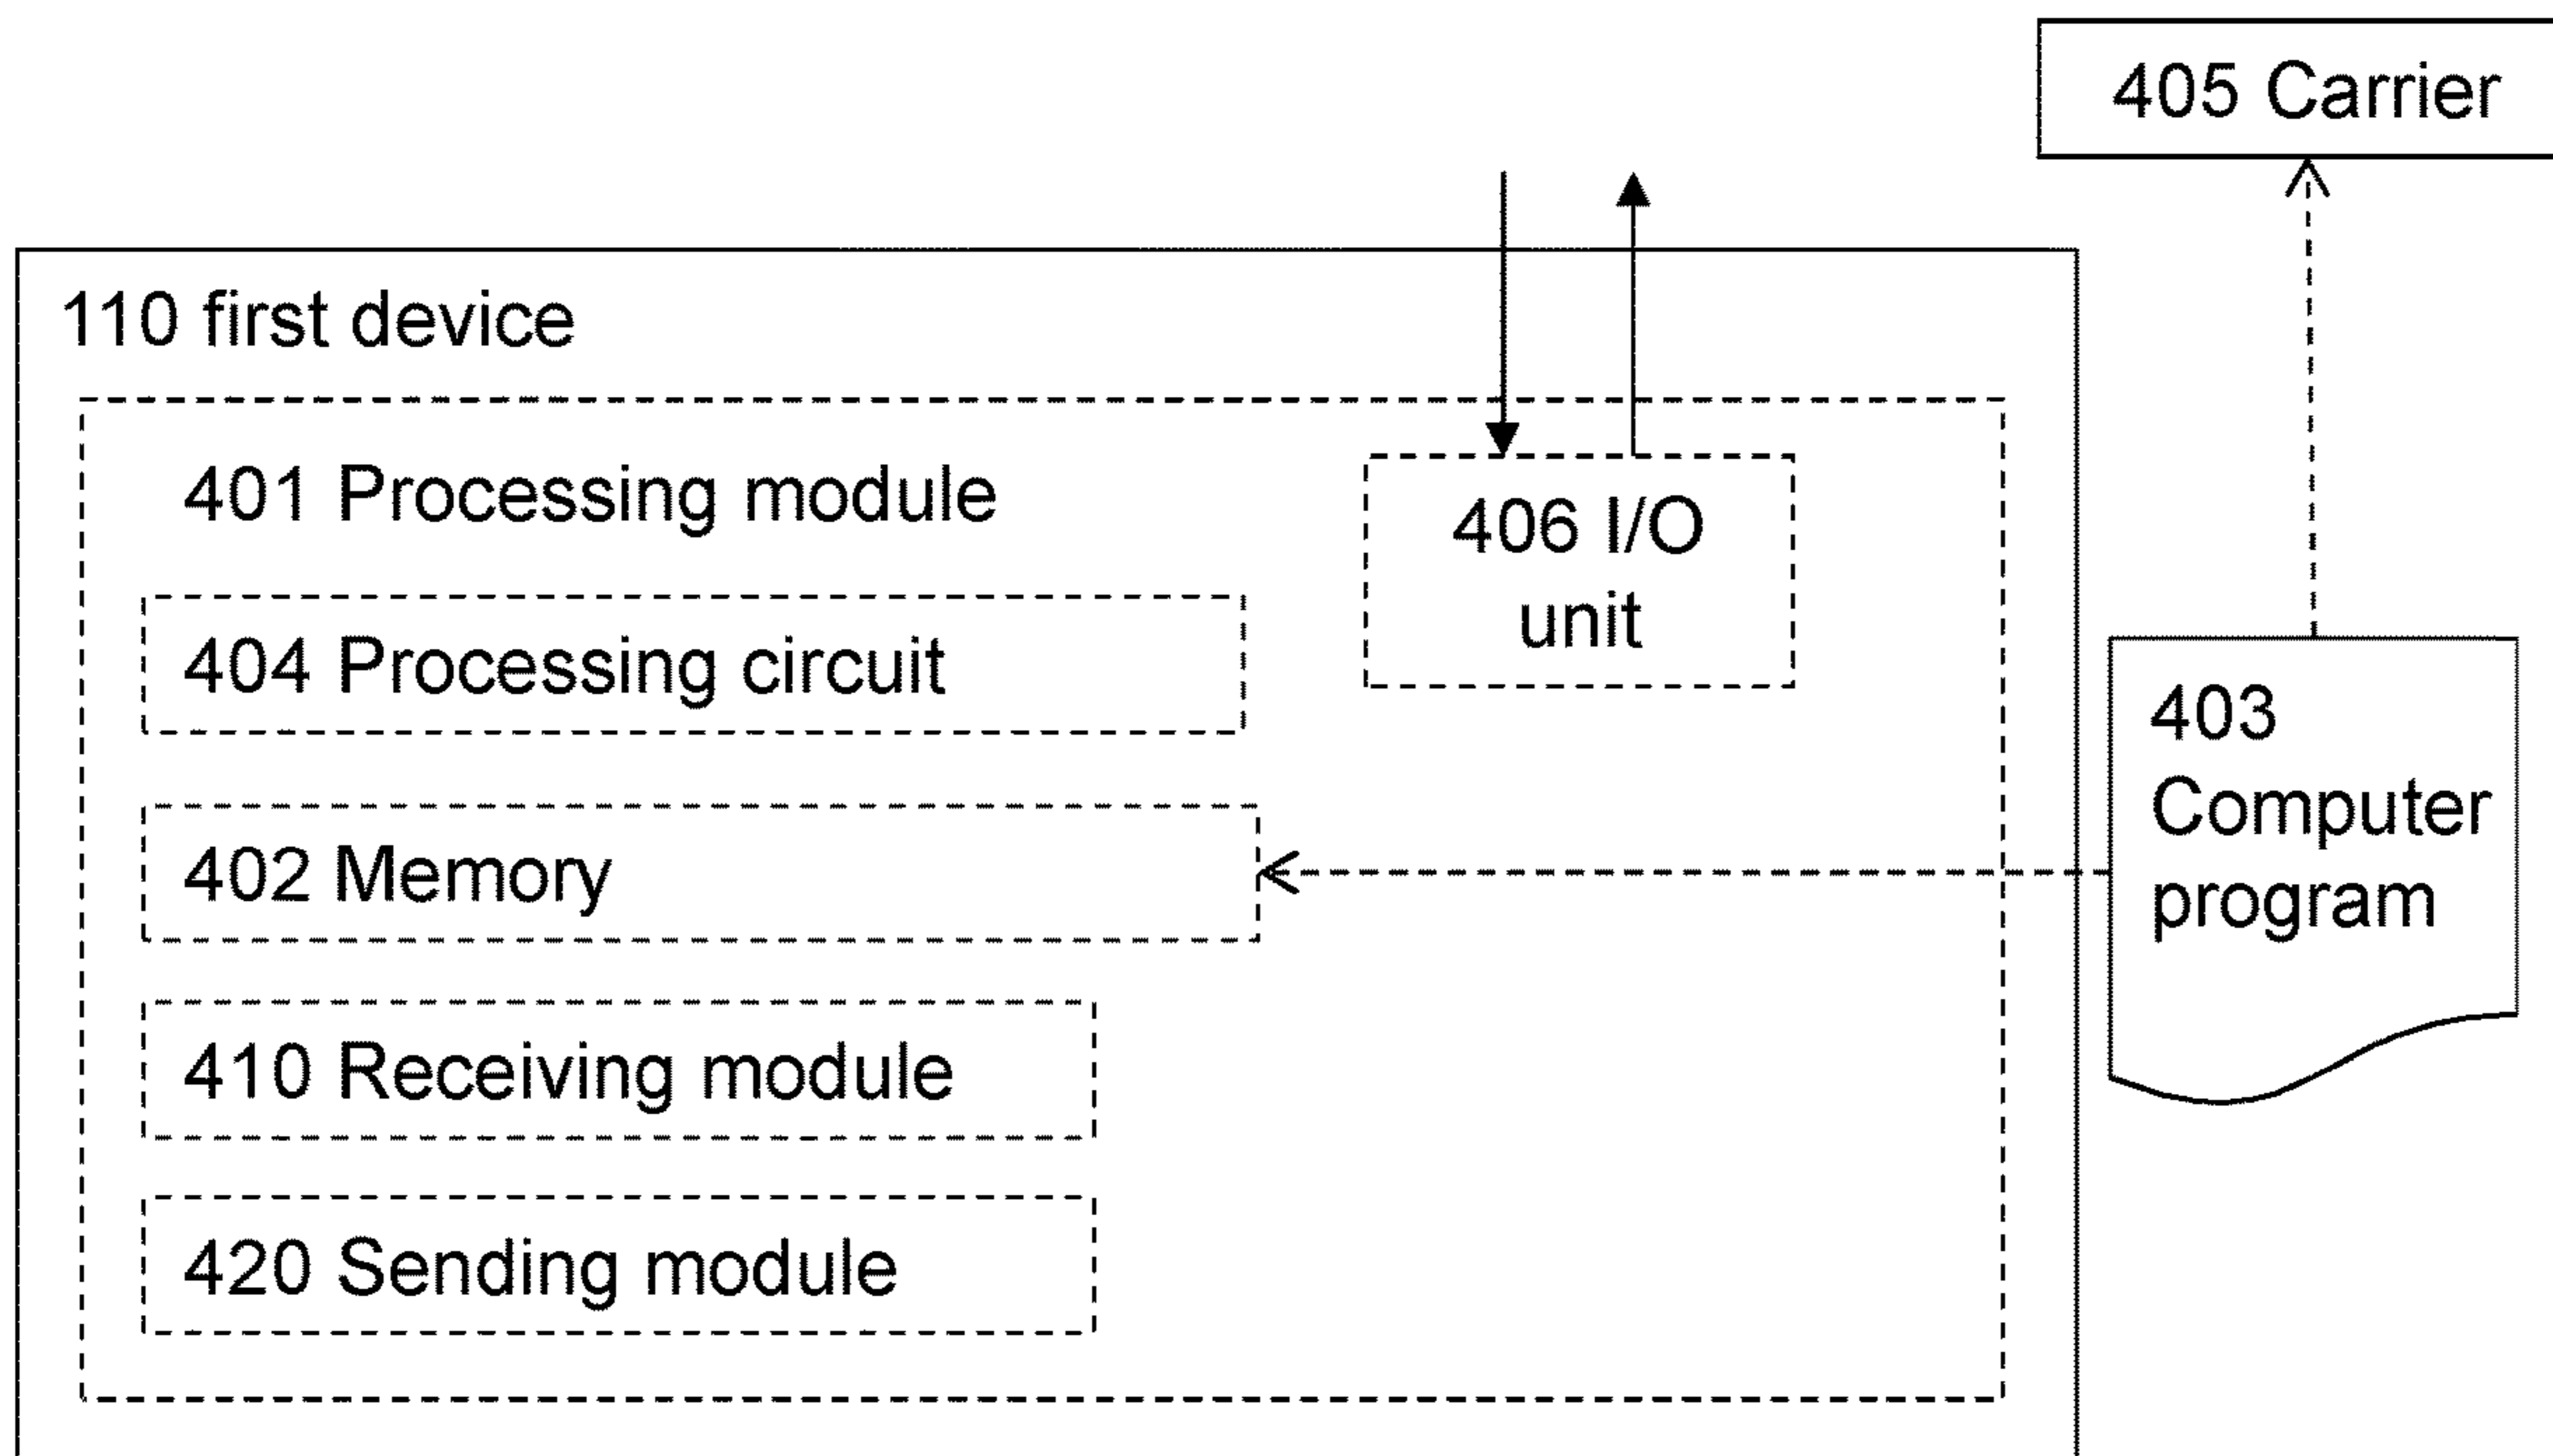 405 Carrier
110 first device
401 Processing module
406 I/O
unit
404 Processing circuit
403
Computer
program
402 Memory
410 Receiving module
420 Sending module